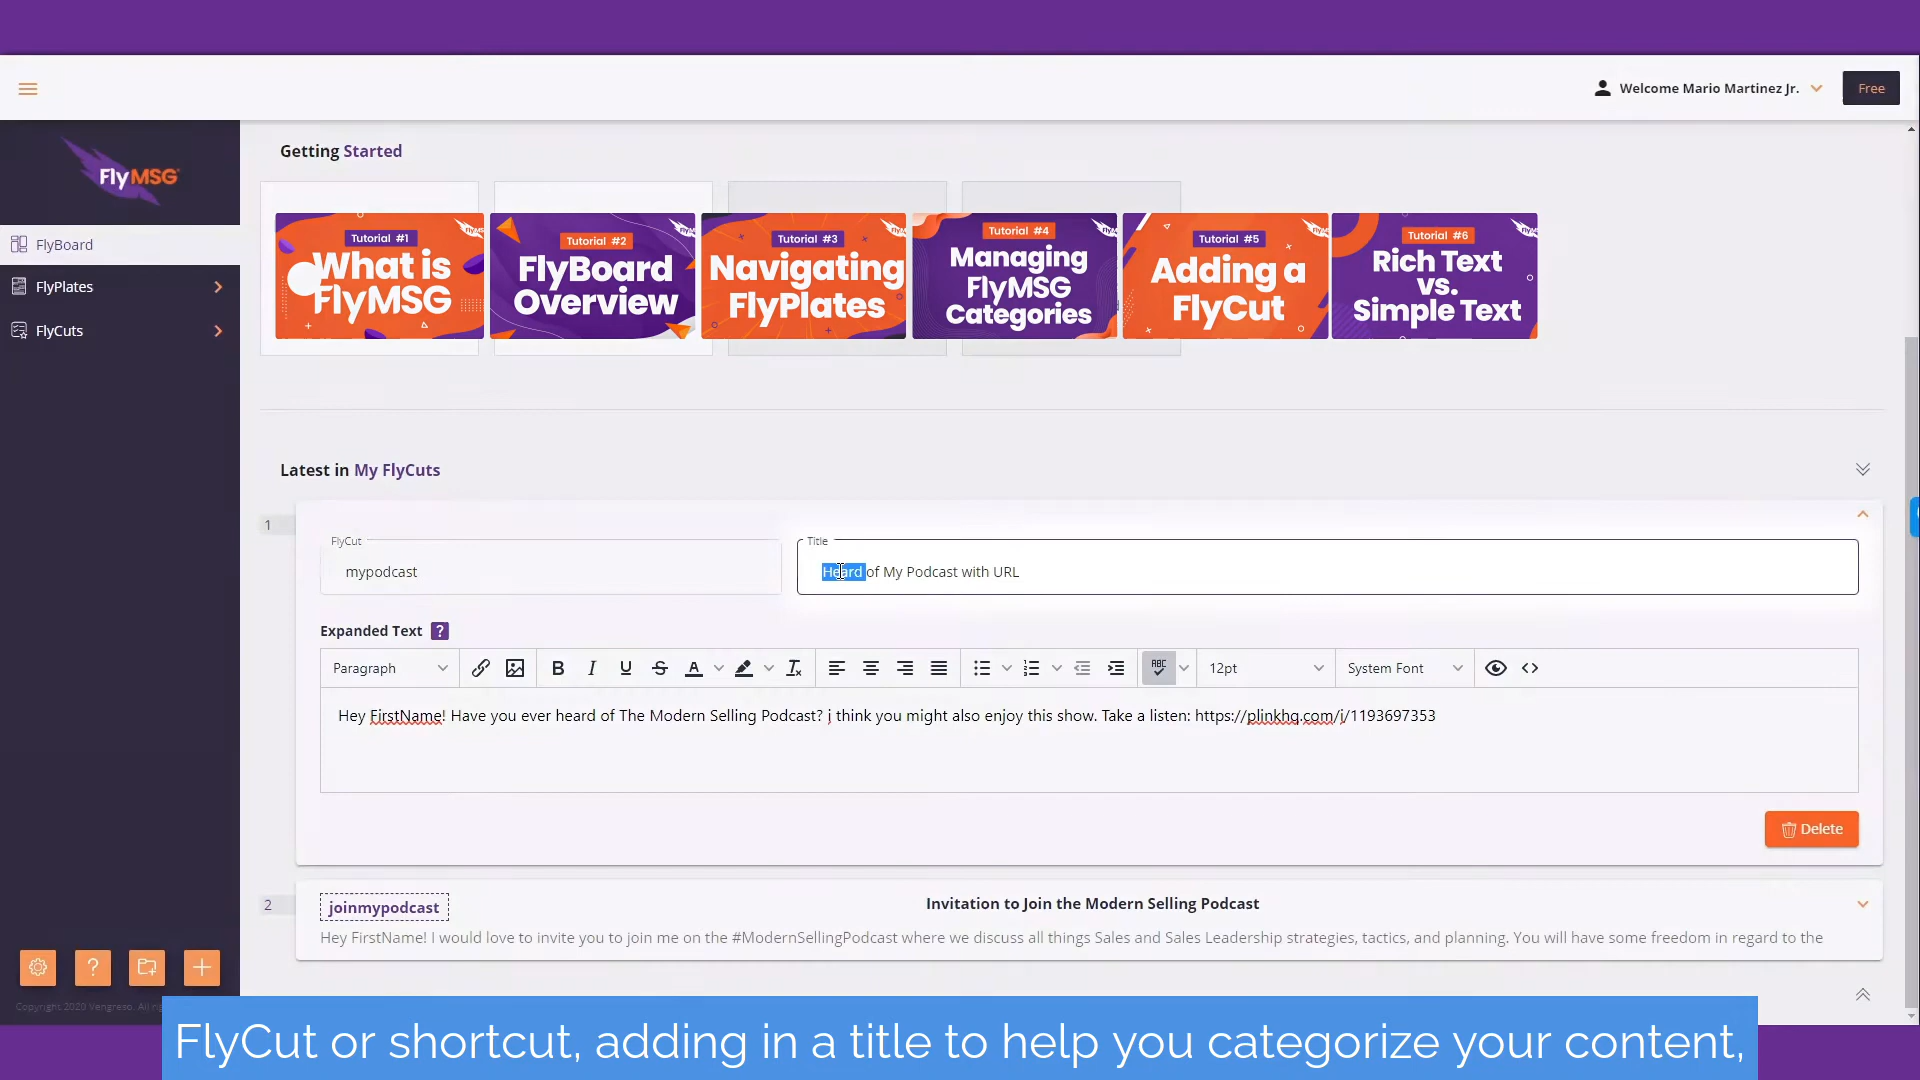 Welcome Mario Martinez Jr.
Free
FlyMSG
FlyBoard
FlyPlates
FlyCuts
Getting Started
Tutorial #1
What is
FlyMSG
Tutorial #2
FlyBoard
Overview
Tutorial #3
Navigating
FlyPlates
Tutorial #4
Managing
FlyMSG
Categories
Tutorial #5
Adding a
FlyCut
Tutorial #6
Rich Text
vs.
Simple Text
Latest in My FlyCuts
1
FlyCut
mypodcast
Title
Heard of My Podcast with URL
Expanded Text ?
Paragraph
B I U S A
ABC
12pt
System Font
Hey FirstName! Have you ever heard of The Modern Selling Podcast? i think you might also enjoy this show. Take a listen: https://plinkhq.com/i/1193697353
Delete
2
joinmypodcast
Invitation to Join the Modern Selling Podcast
Hey FirstName! I would love to invite you to join me on the #ModernSellingPodcast where we discuss all things Sales and Sales Leadership strategies, tactics, and planning. You will have some freedom in regard to the
?
Copyright 2020 Vengreso. All
FlyCut or shortcut, adding in a title to help you categorize your content,